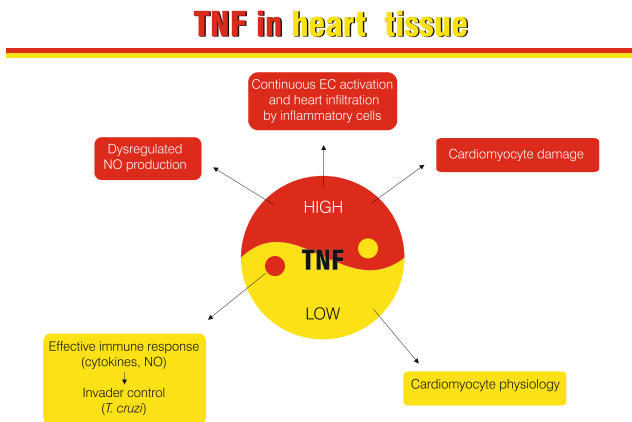 TNF in heart tissue
Continuous EC activation
and heart infiltration
by inflammatory cells
Dysregulated
NO production
Cardiomyocyte damage
HIGH
TNF
LOW
Effective immune response
(cytokines, NO)
Invader control
(T. cruzi)
Cardiomyocyte physiology